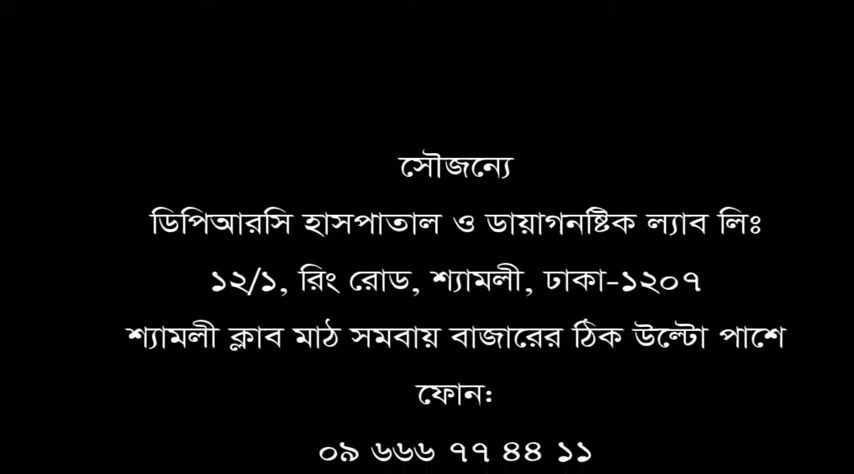 সৌজন্যে
ডিপিআরসি হাসপাতাল ও ডায়াগনষ্টিক ল্যাব লিঃ
১২/১, রিং রোড, শ্যামলী, ঢাকা-১২০৭
শ্যামলী ক্লাব মাঠ সমবায় বাজারের ঠিক উল্টো পাশে
ফোন:
০৯ ৬৬৬ ৭৭ ৪৪ ১১